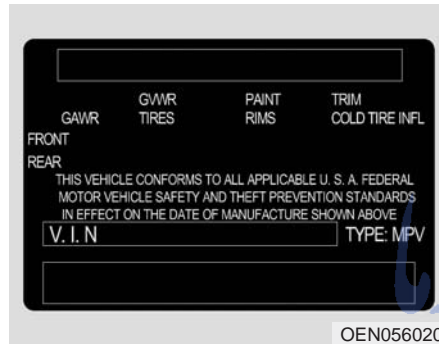 GVWR PAINT TRIM
GAWR TIRES RIMS COLD TIRE INFL
FRONT
REAR
THIS VEHICLE CONFORMS TO ALL APPLICABLE U. S. A. FEDERAL
MOTOR VEHICLE SAFETY AND THEFT PREVENTION STANDARDS
IN EFFECT ON THE DATE OF MANUFACTURE SHOWN ABOVE
V. I. N TYPE: MPV
OEN056020